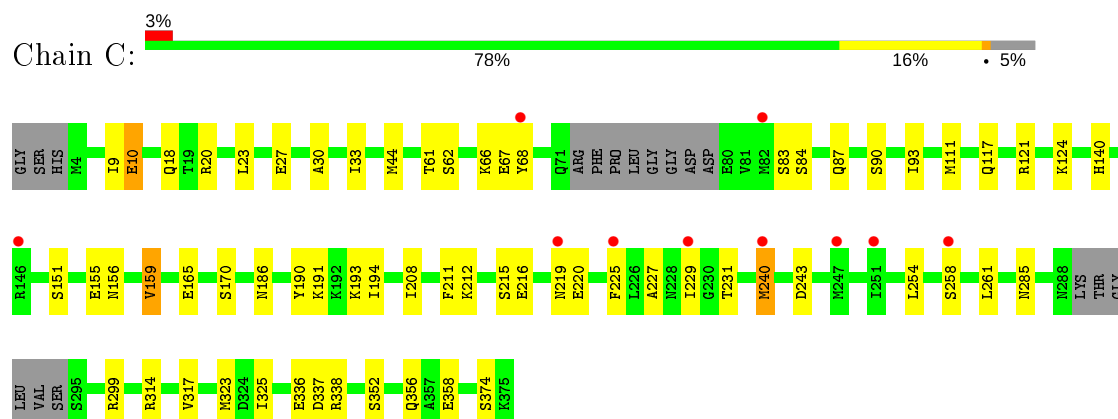 3%
Chain C:
78% 16% • 5%
GLY SER HIS M4 I9 E10 Q18 T19 R20 L23 E27 A30 I33 M44 T61 S62 K66 E67 Y68 Q71 ARG PHE PRO LEU GLY GLY ASP ASP E80 V81 M82 S83 S84 Q87 S90 I93 M111 Q117 R121 K124 H140
R146 S151 E155 N156 V159 E165 S170 N186 Y190 K191 K192 K193 I194 I208 F211 K212 S215 E216 N219 E220 F225 L226 A227 N228 I229 G230 T231 M240 D243 M247 I251 L254 S258 L261 N285 N288 LYS THR GLY
LEU VAL SER S295 R299 R314 V317 M323 D324 I325 E336 D337 R338 S352 Q356 A357 E358 S374 K375